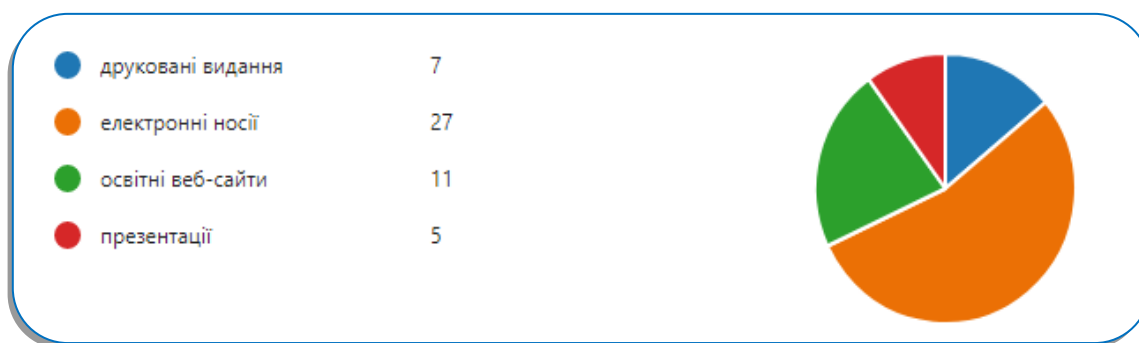 друковані видання 7
електронні носії 27
освітні веб-сайти 11
презентації 5